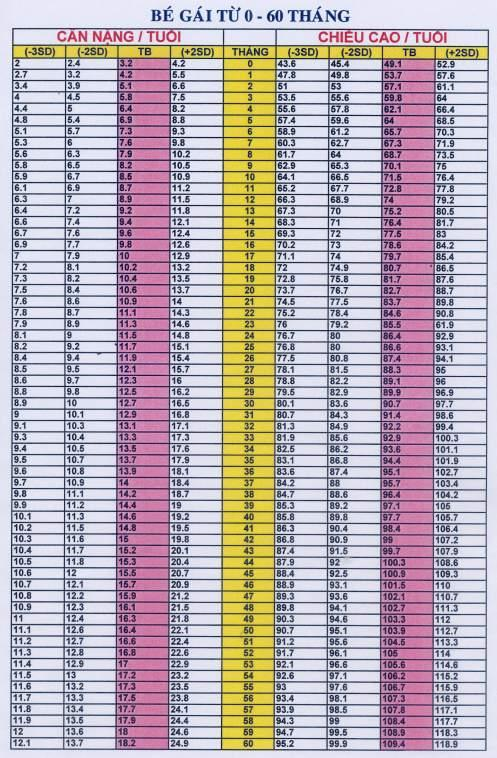 BÉ GÁI TỪ 0 - 60 THÁNG
CÂN NẶNG / TUỔI CHIỀU CAO / TUỔI
(-3SD) (-2SD) TB (+2SD) THÁNG (-3SD) (-2SD) TB (+2SD)
2 2.4 3.2 4.2 0 43.6 45.4 49.1 52.9
2.7 3.2 4.2 5.5 1 47.8 49.8 53.7 57.6
3.4 3.9 5.1 6.6 2 51 53 57.1 61.1
4 4.5 5.8 7.5 3 53.5 55.6 59.8 64
4.4 5 6.4 8.2 4 55.6 57.8 62.1 66.4
4.8 5.4 6.9 8.8 5 57.4 59.6 64 68.5
5.1 5.7 7.3 9.3 6 58.9 61.2 65.7 70.3
5.3 6 7.6 9.8 7 60.3 62.7 67.3 71.9
5.6 6.3 7.9 10.2 8 61.7 64 68.7 73.5
5.8 6.5 8.2 10.5 9 62.9 65.3 70.1 75
5.9 6.7 8.5 10.9 10 64.1 66.5 71.5 76.4
6.1 6.9 8.7 11.2 11 65.2 67.7 72.8 77.8
6.3 7 8.9 11.5 12 66.3 68.9 74 79.2
6.4 7.2 9.2 11.8 13 67.3 70 75.2 80.5
6.6 7.4 9.4 12.1 14 68.3 71 76.4 81.7
6.7 7.6 9.6 12.4 15 69.3 72 77.5 83
6.9 7.7 9.8 12.6 16 70.2 73 78.6 84.2
7 7.9 10 12.9 17 71.1 74 79.7 85.4
7.2 8.1 10.2 13.2 18 72 74.9 80.7 86.5
7.3 8.2 10.4 13.5 19 72.8 75.8 81.7 87.6
7.5 8.4 10.6 13.7 20 73.7 76.7 82.7 88.7
7.6 8.6 10.9 14 21 74.5 77.5 83.7 89.8
7.8 8.7 11.1 14.3 22 75.2 78.4 84.6 90.8
7.9 8.9 11.3 14.6 23 76 79.2 85.5 61.9
8.1 9 11.5 14.8 24 76.7 80 86.4 92.9
8.2 9.2 11.7 15.1 25 76.8 80 86.6 93.1
8.4 9.4 11.9 15.4 26 77.5 80.8 87.4 94.1
8.5 9.5 12.1 15.7 27 78.1 81.5 88.3 95
8.6 9.7 12.3 16 28 78.8 82.2 89.1 96
8.8 9.8 12.5 16.2 29 79.5 82.9 89.9 96.9
8.9 10 12.7 16.5 30 80.1 83.6 90.7 97.7
9 10.1 12.9 16.8 31 80.7 84.3 91.4 98.6
9.1 10.3 13.1 17.1 32 81.3 84.9 92.2 99.4
9.3 10.4 13.3 17.3 33 81.9 85.6 92.9 100.3
9.4 10.5 13.5 17.6 34 82.5 86.2 93.6 101.1
9.5 10.7 13.7 17.9 35 83.1 86.8 94.4 101.9
9.6 10.8 13.9 18.1 36 83.6 87.4 95.1 102.7
9.7 10.9 14 18.4 37 84.2 88 95.7 103.4
9.8 11.1 14.2 18.7 38 84.7 88.6 96.4 104.2
9.9 11.2 14.4 19 39 85.3 89.2 97.1 105
10.1 11.3 14.6 19.2 40 85.8 89.8 97.7 105.7
10.2 11.5 14.8 19.5 41 86.3 90.4 98.4 106.4
10.3 11.6 15 19.8 42 86.8 90.9 99 107.2
10.4 11.7 15.2 20.1 43 87.4 91.5 99.7 107.9
10.5 11.8 15.3 20.4 44 87.9 92 100.3 108.6
10.6 12 15.5 20.7 45 88.4 92.5 100.9 109.3
10.7 12.1 15.7 20.9 46 88.9 93.1 101.5 110
10.8 12.2 15.9 21.2 47 89.3 93.6 102.1 110.7
10.9 12.3 16.1 21.5 48 89.8 94.1 102.7 111.3
11 12.4 16.3 21.8 49 90.3 94.6 103.3 112
11.1 12.6 16.4 22.1 50 90.7 95.1 103.9 112.7
11.2 12.7 16.6 22.4 51 91.2 95.6 104.5 113.3
11.3 12.8 16.8 22.6 52 91.7 96.1 105 114
11.4 12.9 17 22.9 53 92.1 96.6 105.6 114.6
11.5 13 17.2 23.2 54 92.6 97.1 106.2 115.2
11.6 13.2 17.3 23.5 55 93 97.6 106.7 115.9
11.7 13.3 17.5 23.8 56 93.4 98.1 107.3 116.5
11.8 13.4 17.7 24.1 57 93.9 98.5 107.8 117.1
11.9 13.5 17.9 24.4 58 94.3 99 108.4 117.7
12 13.6 18 24.6 59 94.7 99.5 108.9 118.3
12.1 13.7 18.2 24.9 60 95.2 99.9 109.4 118.9